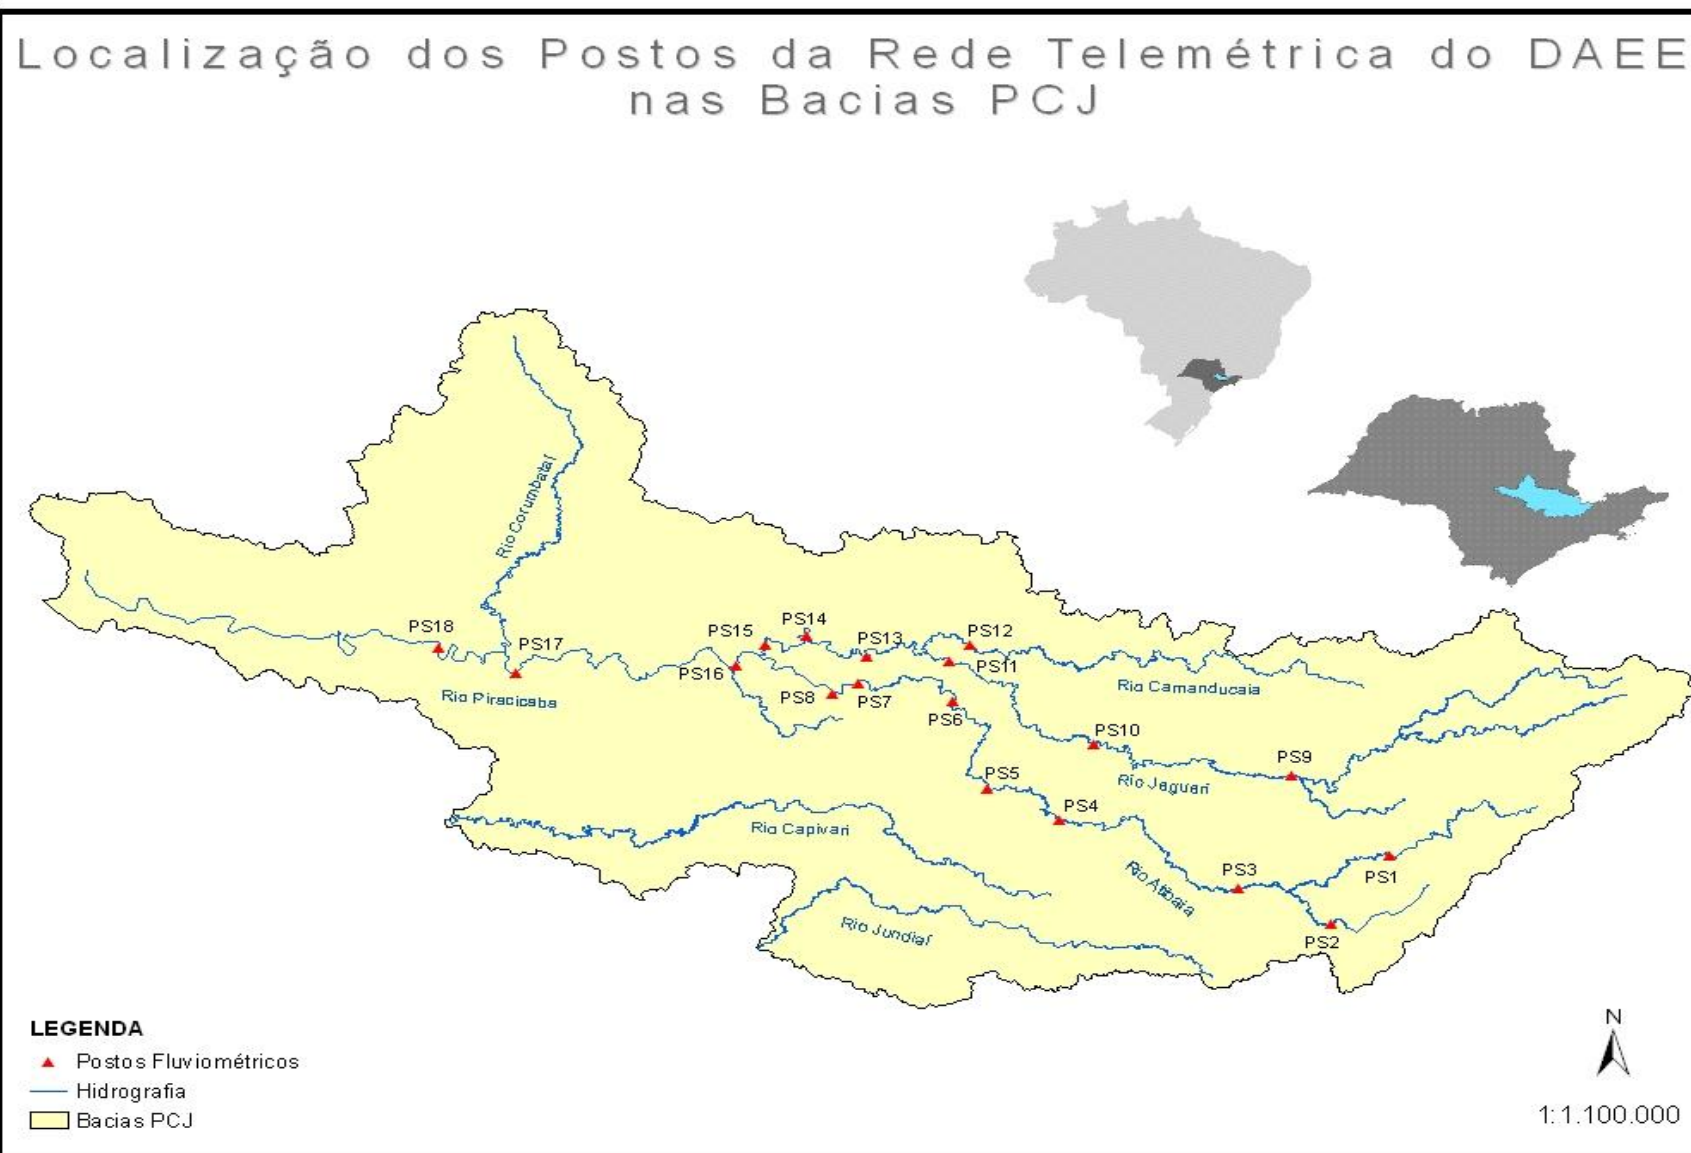 Localização dos Postos da Rede Telemétrica do DAEE
nas Bacias PCJ
Rio Corumbataí
PS18
PS17
PS15
PS14
PS13
PS12
PS16
PS11
Rio Piracicaba
PS8
PS7
PS6
Rio Camanducaia
PS10
PS9
PS5
Rio Jaguari
PS4
Rio Capivari
PS3
PS1
Rio Atibaia
Rio Jundiaí
PS2
LEGENDA
Postos Fluviométricos
Hidrografia
Bacias PCJ
N
1:1.100.000